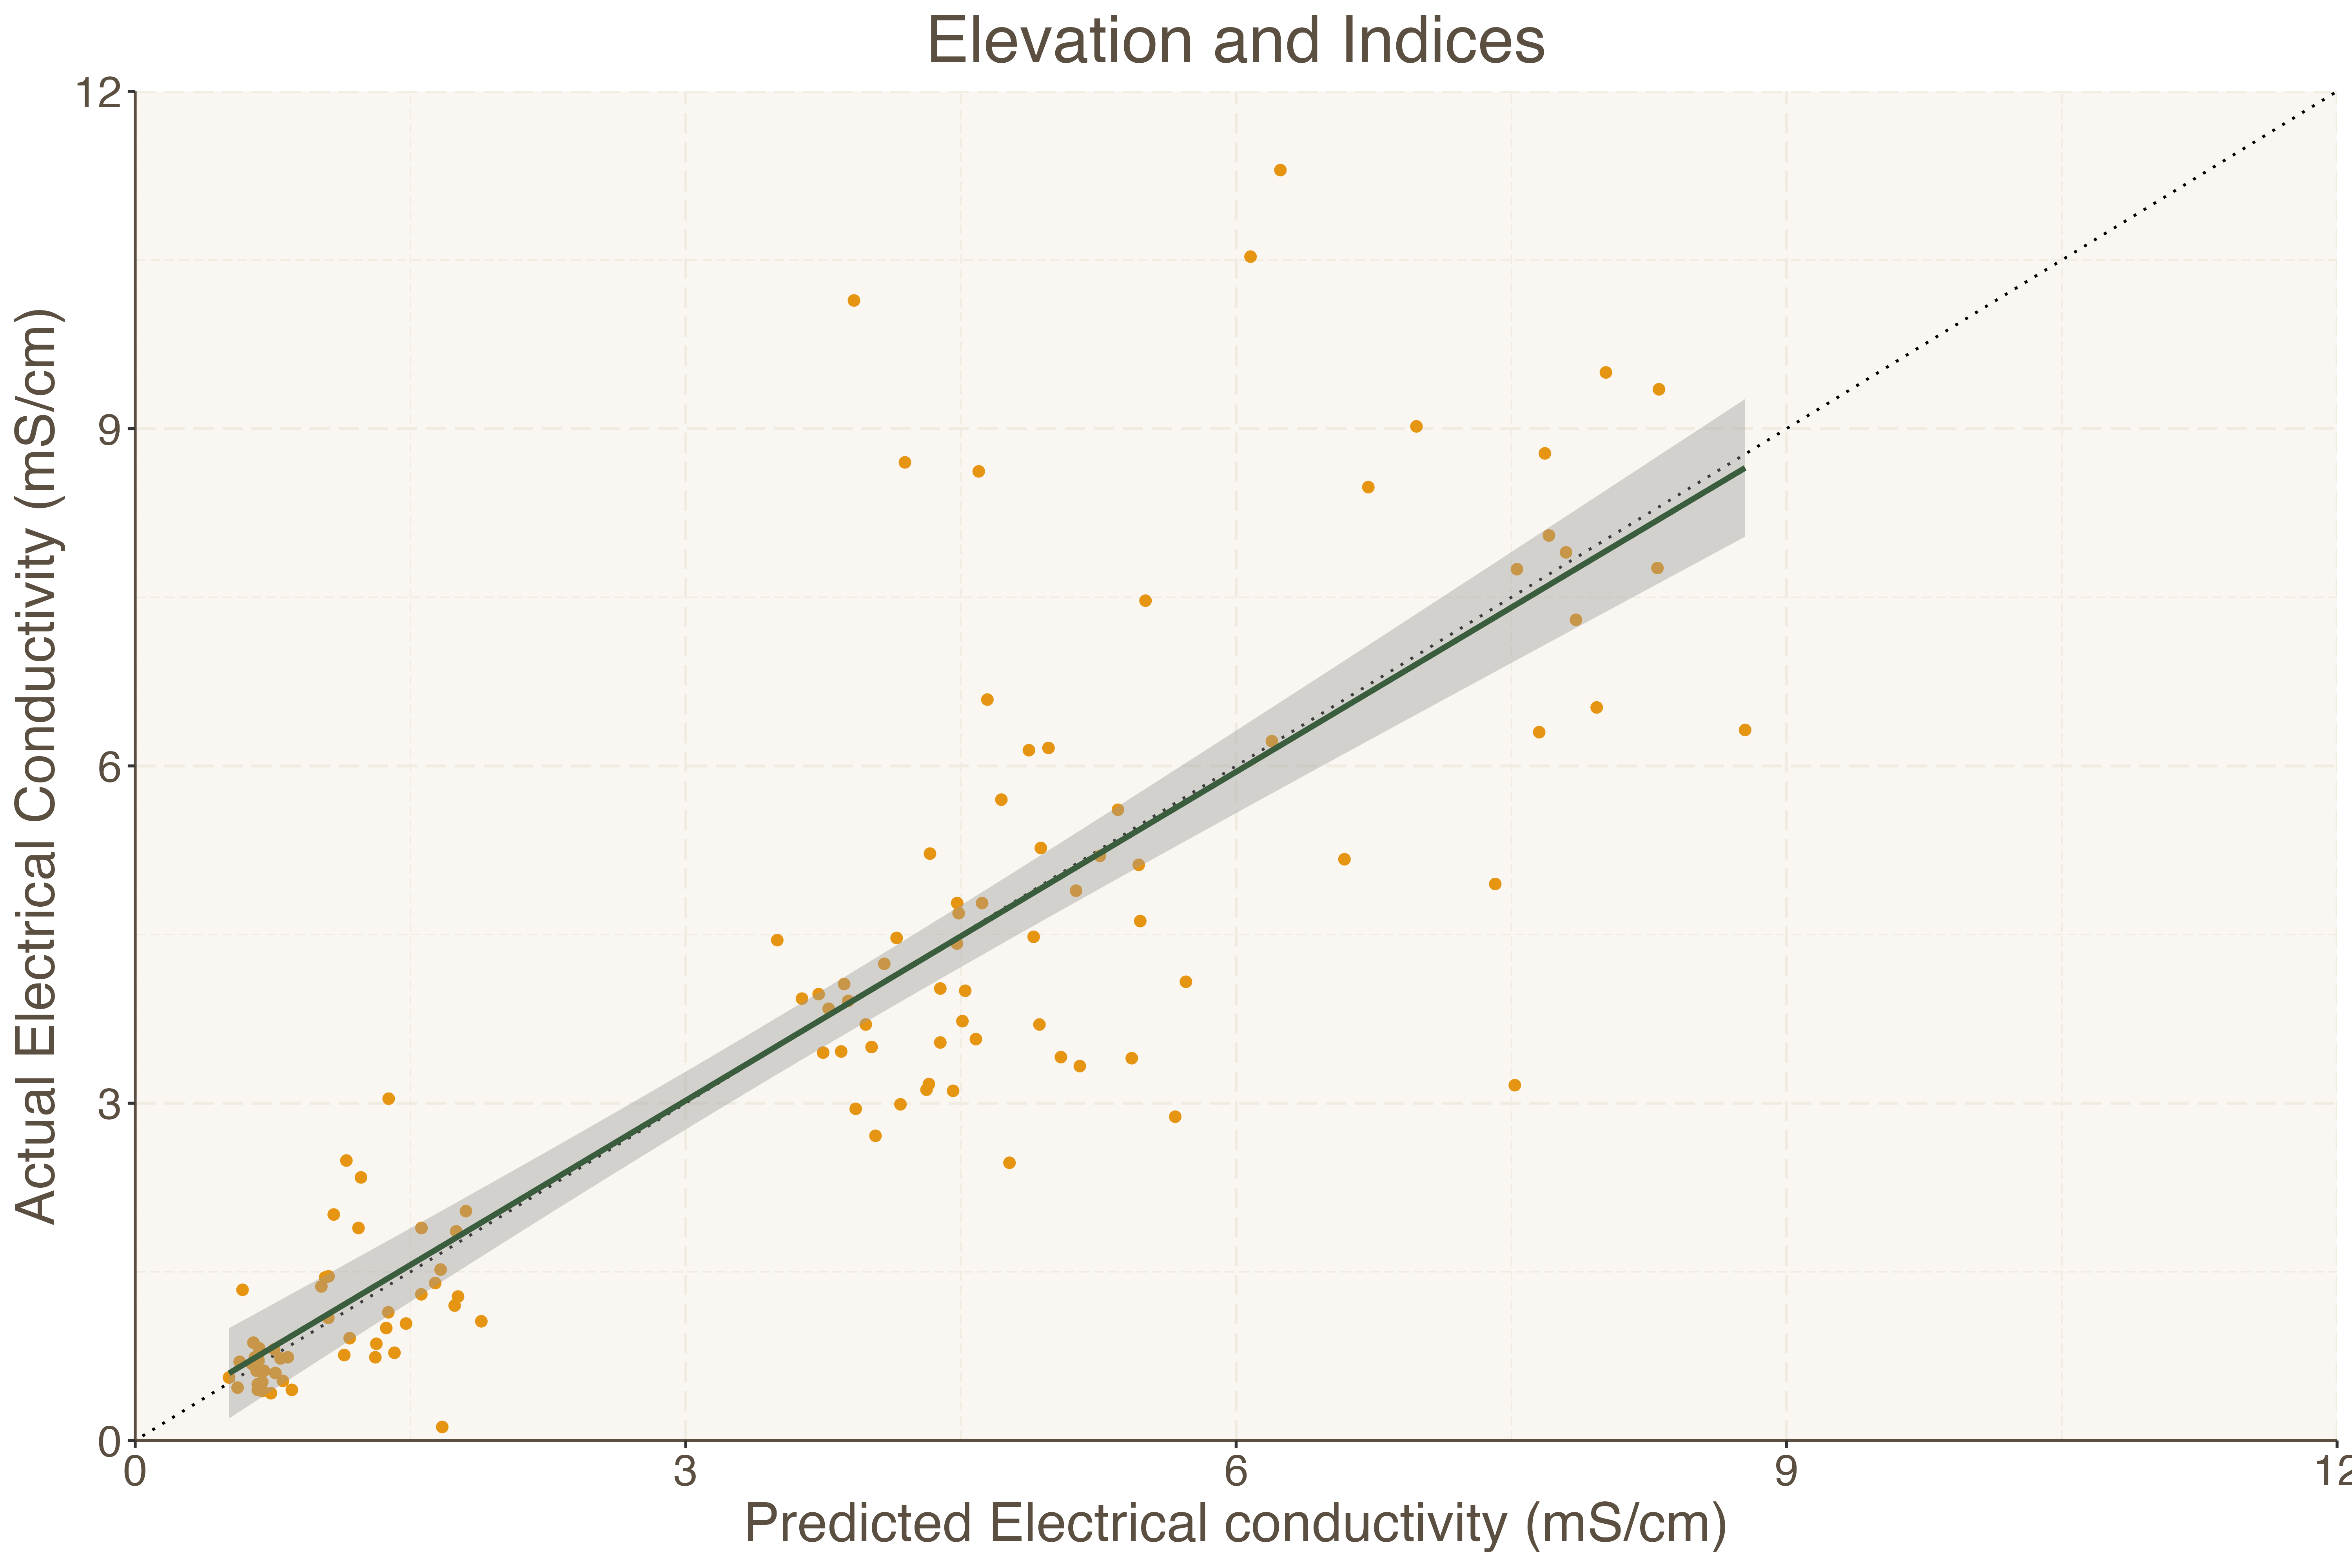 Elevation and Indices
Actual Electrical Conductivity (mS/cm)
12
9
6
3
0
0 3 6 9 12
Predicted Electrical conductivity (mS/cm)